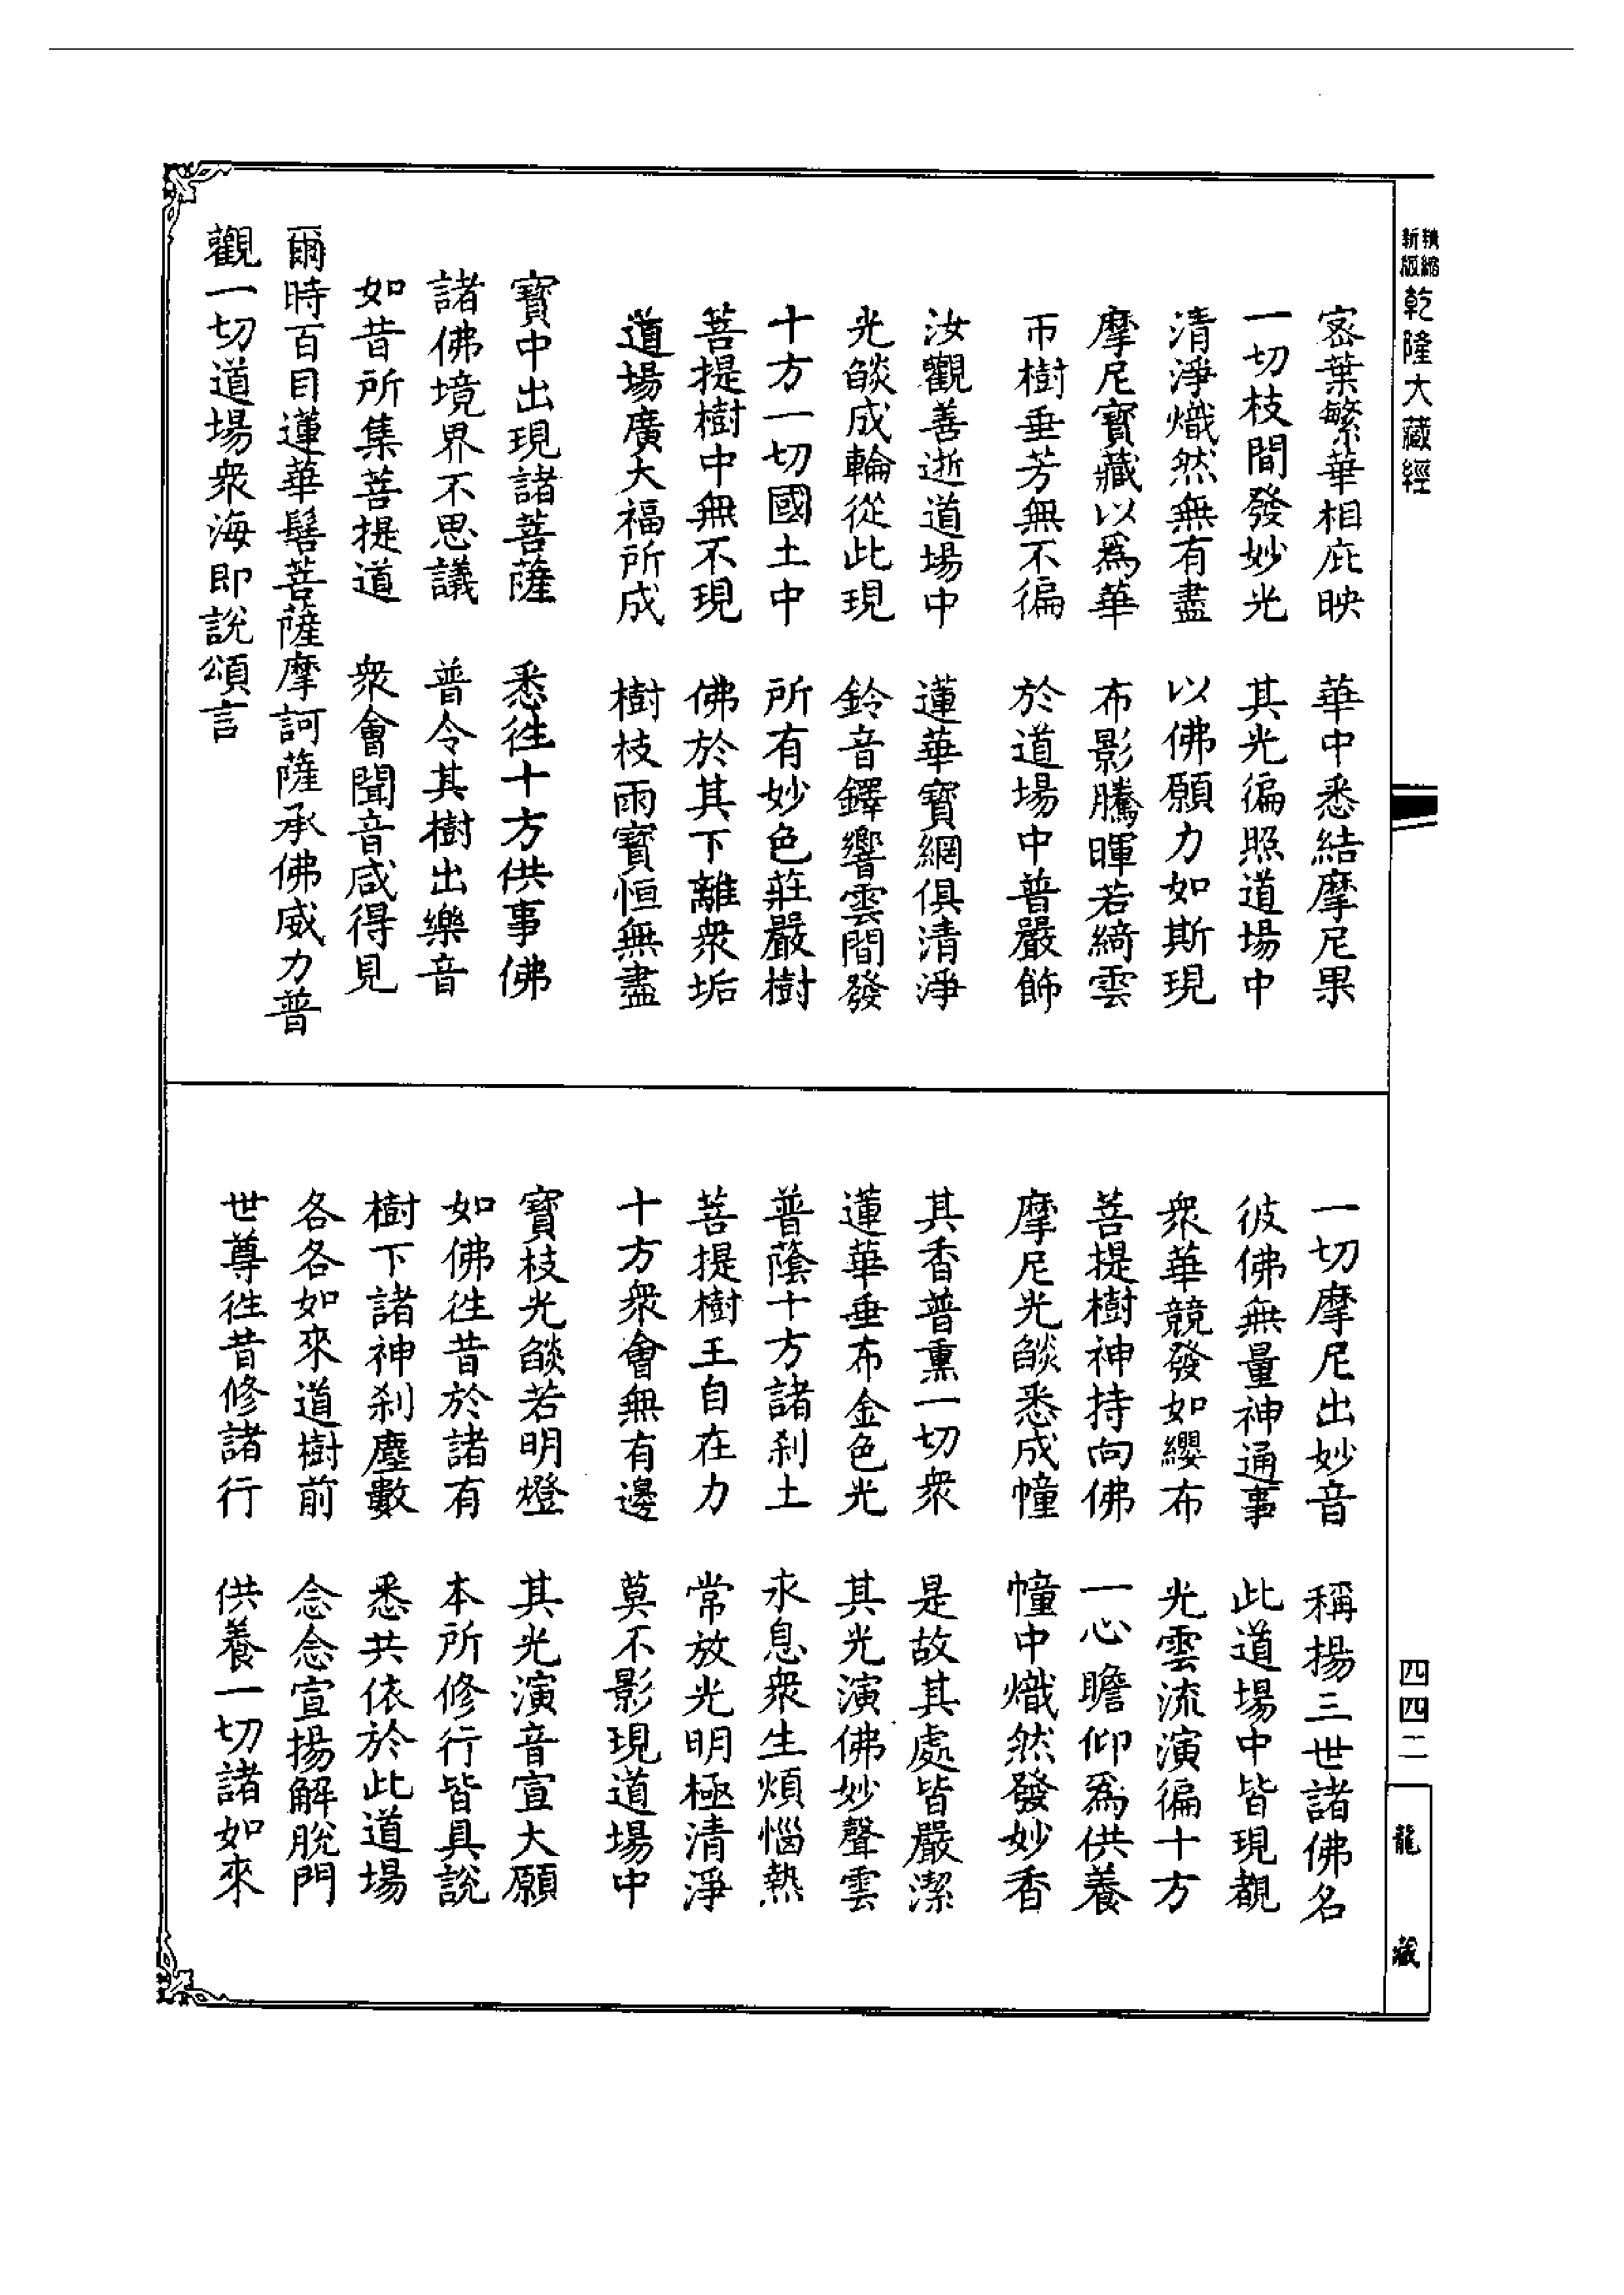 精縮新版
乾隆大藏經
密葉繁華相庇映　華中悉結摩尼果
一切枝間發妙光　其光徧照道場中
清淨熾然無有盡　以佛願力如斯現
摩尼寶藏以爲華　布影騰暉若綺雲
帀樹垂芳無不徧　於道場中普嚴飾
汝觀善逝道場中　蓮華寶網俱清淨
光燄成輪從此現　鈴音鐸響雲間發
十方一切國土中　所有妙色莊嚴樹
菩提樹中無不現　佛於其下離衆垢
道場廣大福所成　樹枝雨寶恒無盡
寶中出現諸菩薩　悉往十方供事佛
諸佛境界不思議　普令其樹出樂音
如昔所集菩提道　衆會聞音咸得見
爾時百目蓮華髻菩薩摩訶薩承佛威力普
觀一切道場衆海即說頌言
一切摩尼出妙音　稱揚三世諸佛名
彼佛無量神通事　此道場中皆現覩
衆華競發如纓布　光雲流演徧十方
菩提樹神持向佛　一心瞻仰爲供養
摩尼光燄悉成幢　幢中熾然發妙香
其香普熏一切衆　是故其處皆嚴潔
蓮華垂布金色光　其光演佛妙聲雲
普蔭十方諸刹土　永息衆生煩惱熱
菩提樹王自在力　常放光明極清淨
十方衆會無有邊　莫不影現道場中
寶枝光燄若明燈　其光演音宣大願
如佛往昔於諸有　本所修行皆具說
樹下諸神刹塵數　悉共依於此道場
各各如來道樹前　念念宣揚解脫門
世尊往昔修諸行　供養一切諸如來
四四二
龍藏